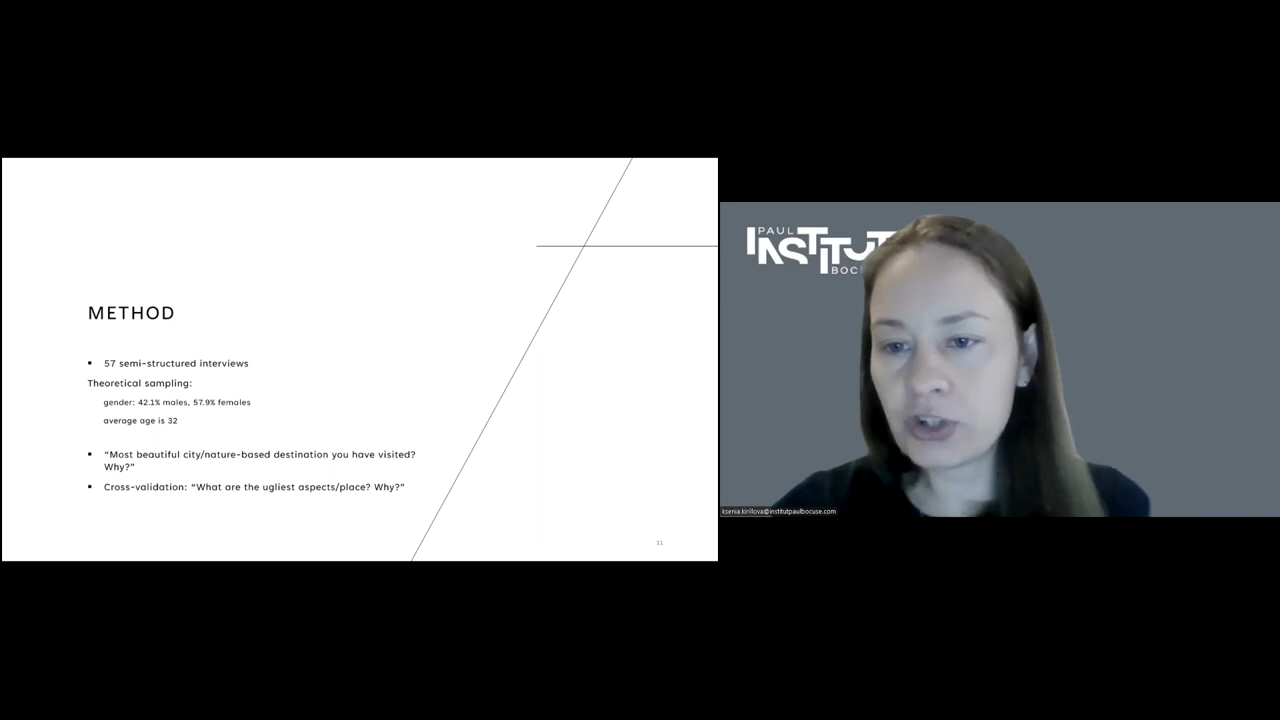 METHOD
▪ 57 semi-structured interviews
Theoretical sampling:
gender: 42.1% males, 57.9% females
average age is 32
▪ “Most beautiful city/nature-based destination you have visited?
Why?”
▪ Cross-validation: “What are the ugliest aspects/place? Why?”
11
PAUL
INSTITUT
BOC
ksenia.kirillova@institutpaulbocuse.com